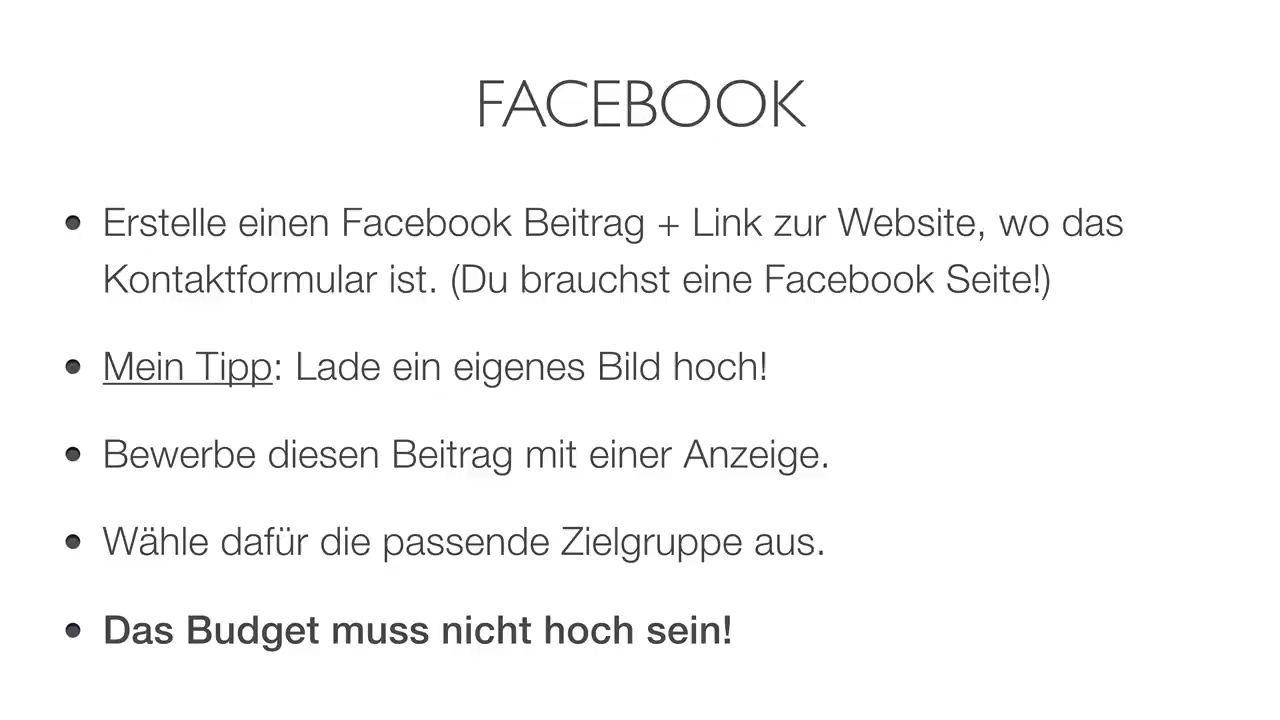 FACEBOOK
• Erstelle einen Facebook Beitrag + Link zur Website, wo das
Kontaktformular ist. (Du brauchst eine Facebook Seite!)
• Mein Tipp: Lade ein eigenes Bild hoch!
• Bewerbe diesen Beitrag mit einer Anzeige.
• Wähle dafür die passende Zielgruppe aus.
• Das Budget muss nicht hoch sein!